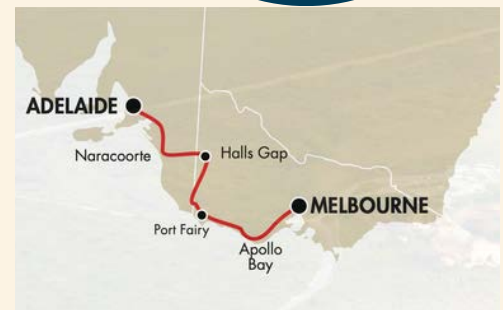 ADELAIDE
Naracoorte
Halls Gap
MELBOURNE
Port Fairy
Apollo
Bay